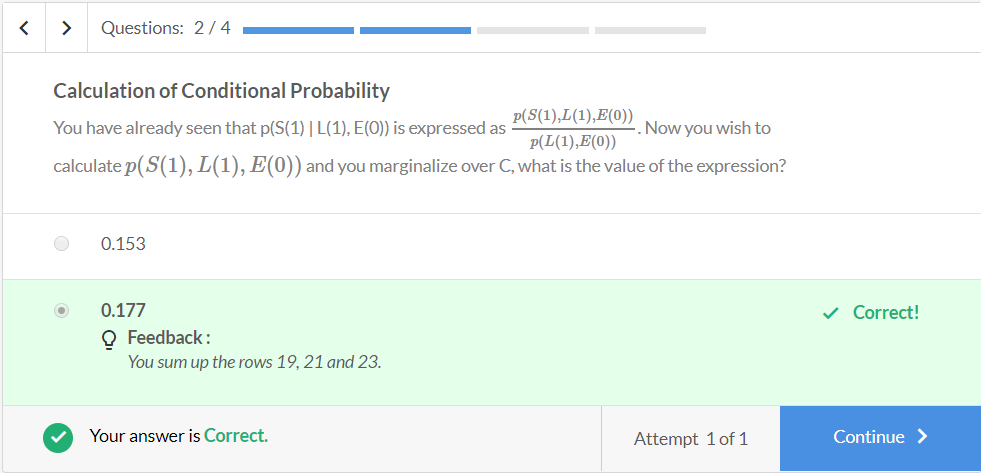 Questions: 2 / 4
Calculation of Conditional Probability
You have already seen that p(S(1) | L(1), E(0)) is expressed as p(S(1),L(1),E(0)) / p(L(1),E(0)) . Now you wish to
calculate p(S(1), L(1), E(0)) and you marginalize over C, what is the value of the expression?
0.153
0.177
Correct!
Feedback :
You sum up the rows 19, 21 and 23.
Your answer is Correct.
Attempt 1 of 1
Continue